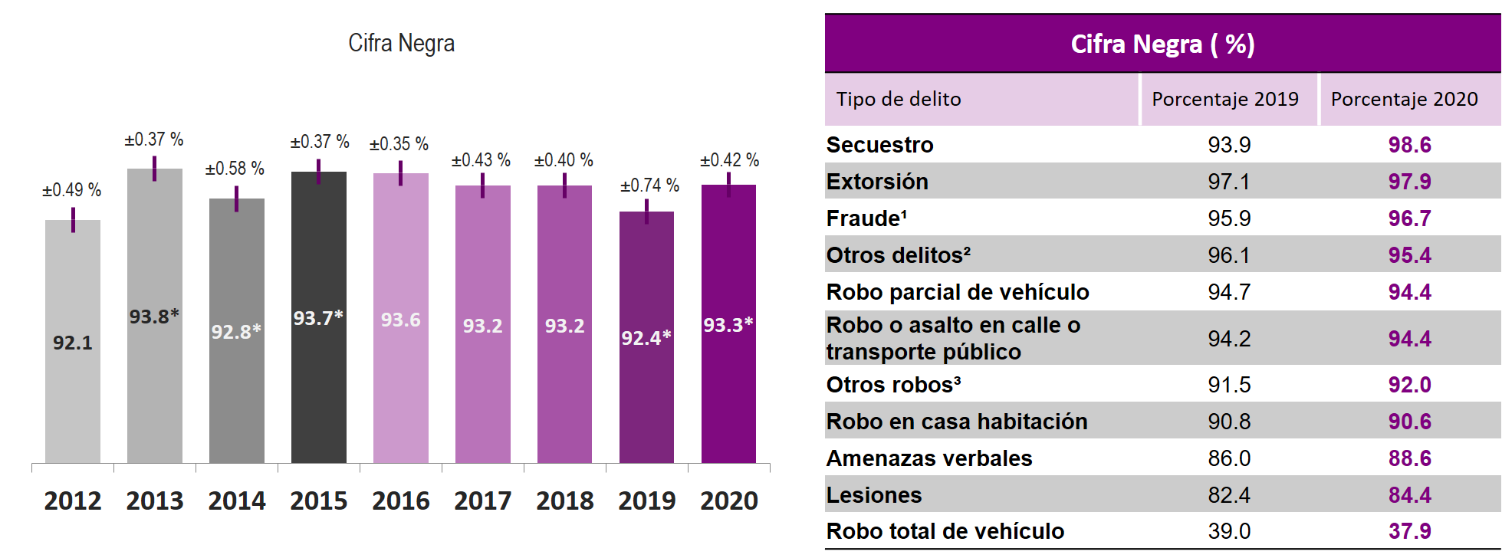 Cifra Negra
±0.49 %
±0.37 %
±0.58 %
±0.37 %
±0.35 %
±0.43 %
±0.40 %
±0.74 %
±0.42 %
92.1
93.8*
92.8*
93.7*
93.6
93.2
93.2
92.4*
93.3*
2012 2013 2014 2015 2016 2017 2018 2019 2020
Cifra Negra ( %)
Tipo de delito Porcentaje 2019 Porcentaje 2020
Secuestro 93.9 98.6
Extorsión 97.1 97.9
Fraude¹ 95.9 96.7
Otros delitos² 96.1 95.4
Robo parcial de vehículo 94.7 94.4
Robo o asalto en calle o
transporte público 94.2 94.4
Otros robos³ 91.5 92.0
Robo en casa habitación 90.8 90.6
Amenazas verbales 86.0 88.6
Lesiones 82.4 84.4
Robo total de vehículo 39.0 37.9